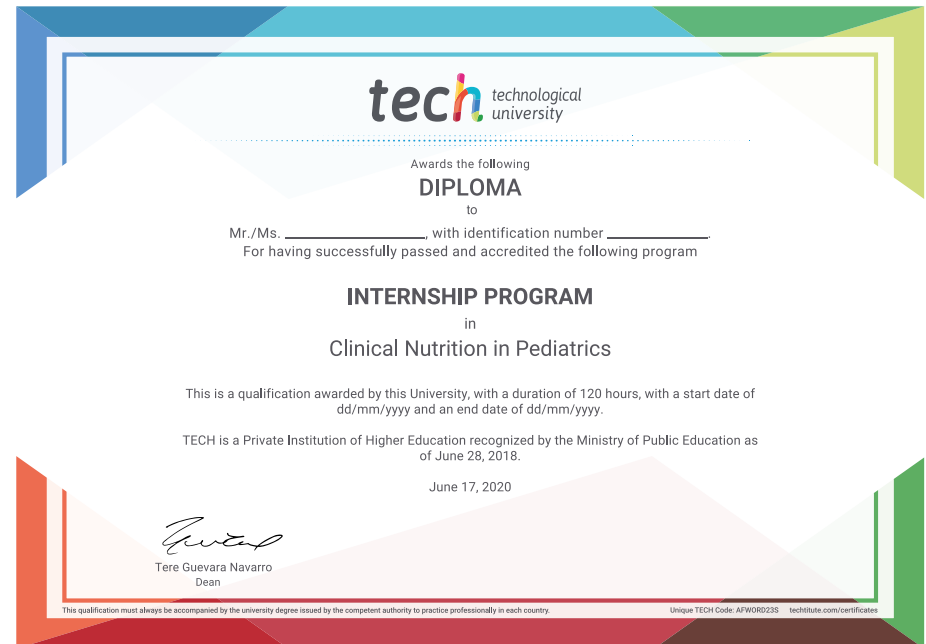 tech technological
university
Awards the following
DIPLOMA
to
Mr./Ms. ____________________, with identification number ______________.
For having successfully passed and accredited the following program
INTERNSHIP PROGRAM
in
Clinical Nutrition in Pediatrics
This is a qualification awarded by this University, with a duration of 120 hours, with a start date of
dd/mm/yyyy and an end date of dd/mm/yyyy.
TECH is a Private Institution of Higher Education recognized by the Ministry of Public Education as
of June 28, 2018.
June 17, 2020
Tere Guevara Navarro
Dean
This qualification must always be accompanied by the university degree issued by the competent authority to practice professionally in each country.
Unique TECH Code: AFWORD23S techtitute.com/certificates